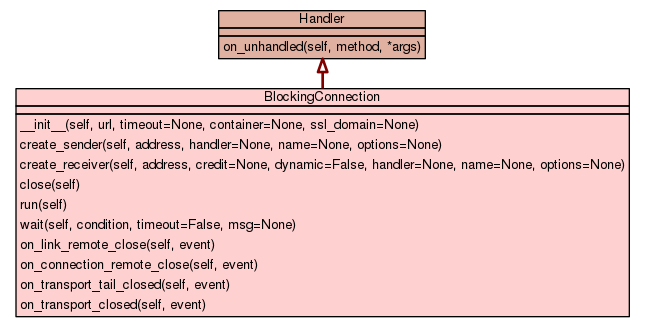 Handler
on_unhandled(self, method, *args)
BlockingConnection
__init__(self, url, timeout=None, container=None, ssl_domain=None)
create_sender(self, address, handler=None, name=None, options=None)
create_receiver(self, address, credit=None, dynamic=False, handler=None, name=None, options=None)
close(self)
run(self)
wait(self, condition, timeout=False, msg=None)
on_link_remote_close(self, event)
on_connection_remote_close(self, event)
on_transport_tail_closed(self, event)
on_transport_closed(self, event)